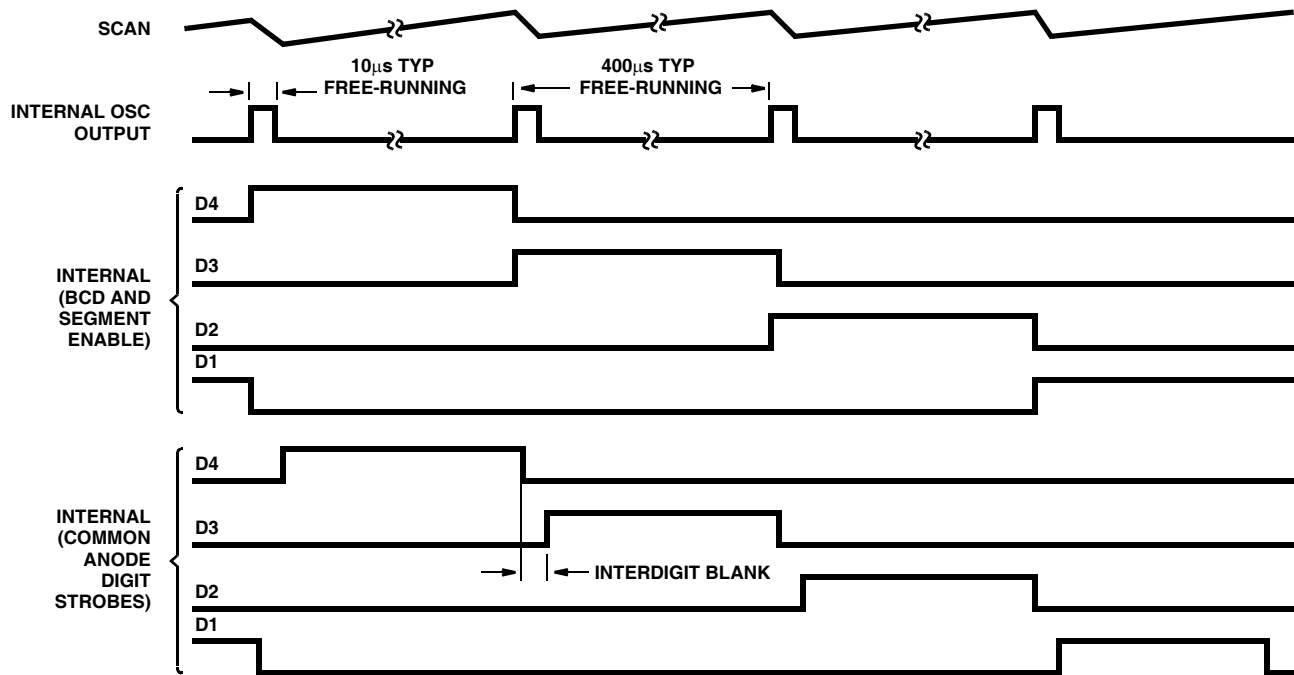 SCAN
10μs TYP
FREE-RUNNING
400μs TYP
FREE-RUNNING
INTERNAL OSC
OUTPUT
D4
D3
D2
D1
INTERNAL
(BCD AND
SEGMENT
ENABLE)
D4
D3
D2
D1
INTERNAL
(COMMON
ANODE
DIGIT
STROBES)
INTERDIGIT BLANK